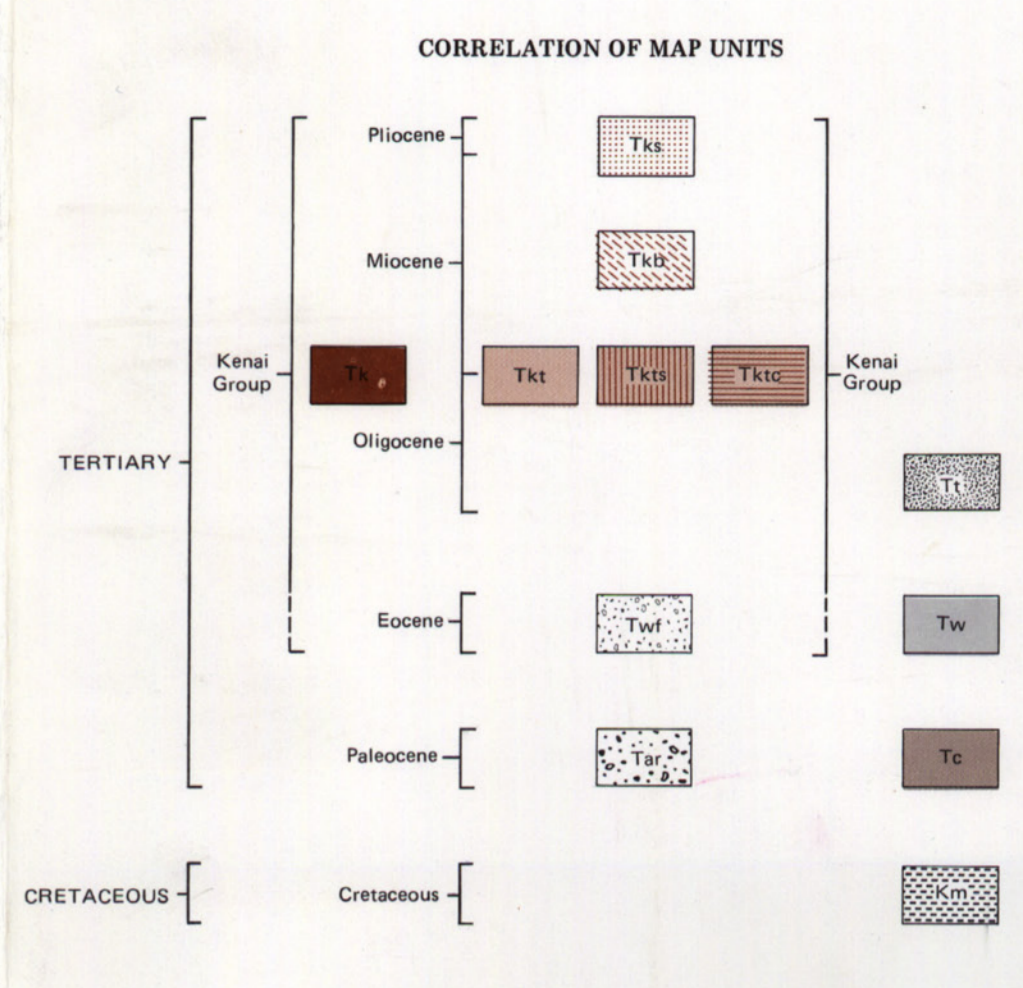 CORRELATION OF MAP UNITS
Pliocene
Tks
Miocene
Tkb
Kenai
Group
Tk
Tkt
Tkts
Tktc
Kenai
Group
Oligocene
TERTIARY
Tt
Eocene
Twf
Tw
Paleocene
Tar
Tc
CRETACEOUS
Cretaceous
Km